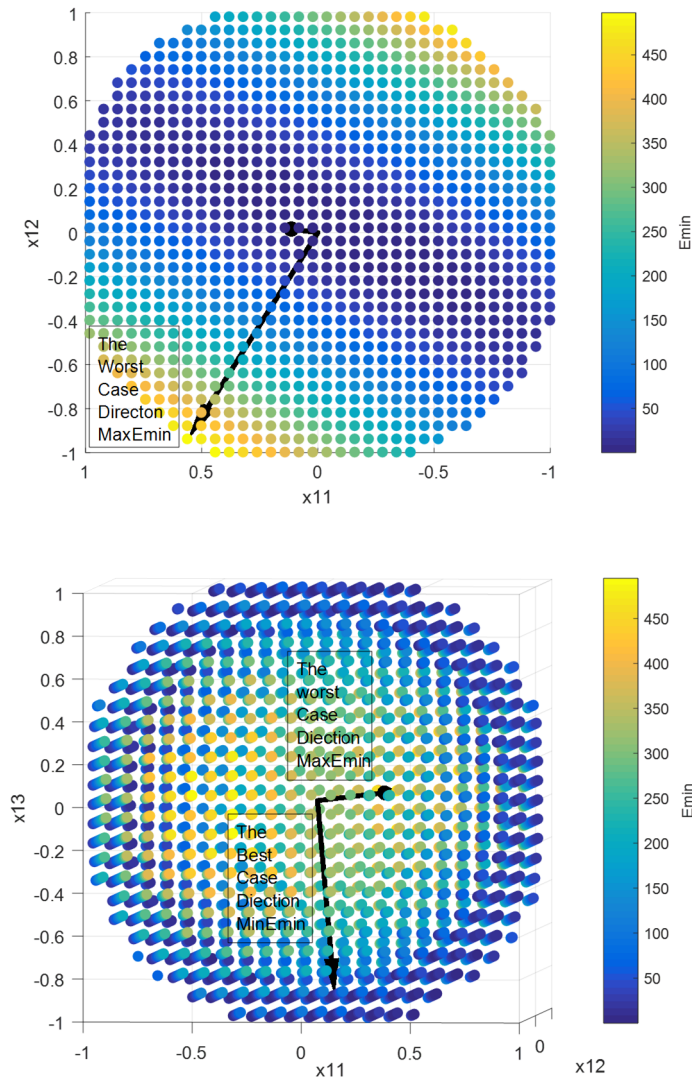 1
0.8
0.6
0.4
0.2
0
-0.2
-0.4
-0.6
-0.8
-1
x12
The
Worst
Case
Directon
MaxEmin
1 0.5 0 -0.5 -1
x11
450
400
350
300
250
200
150
100
50
Emin
1
0.8
0.6
0.4
0.2
0
-0.2
-0.4
-0.6
-0.8
-1
x13
The
worst
Case
Diection
MaxEmin
The
Best
Case
Diection
MinEmin
-1 -0.5 0 0.5 1 0
x11 x12
450
400
350
300
250
200
150
100
50
Emin